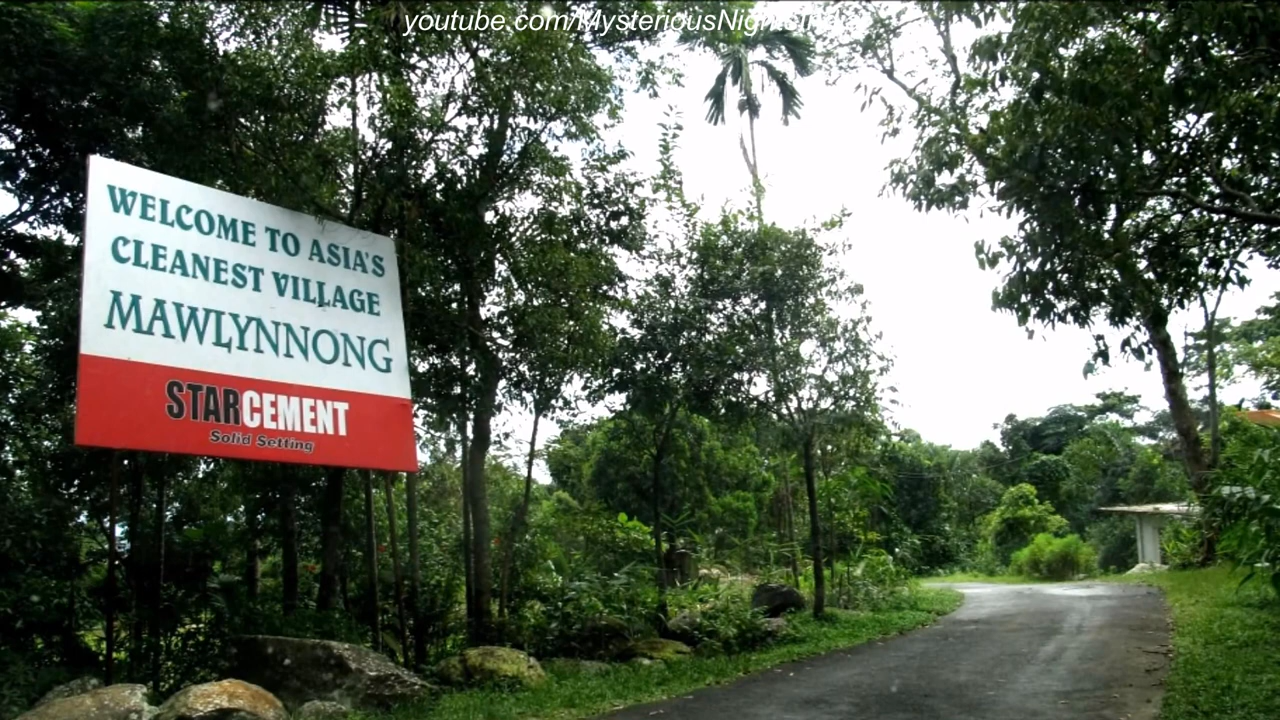 youtube.com/MysteriousNight
WELCOME TO ASIA'S
CLEANEST VILLAGE
MAWLYNNONG
STARCEMENT
Solid Setting